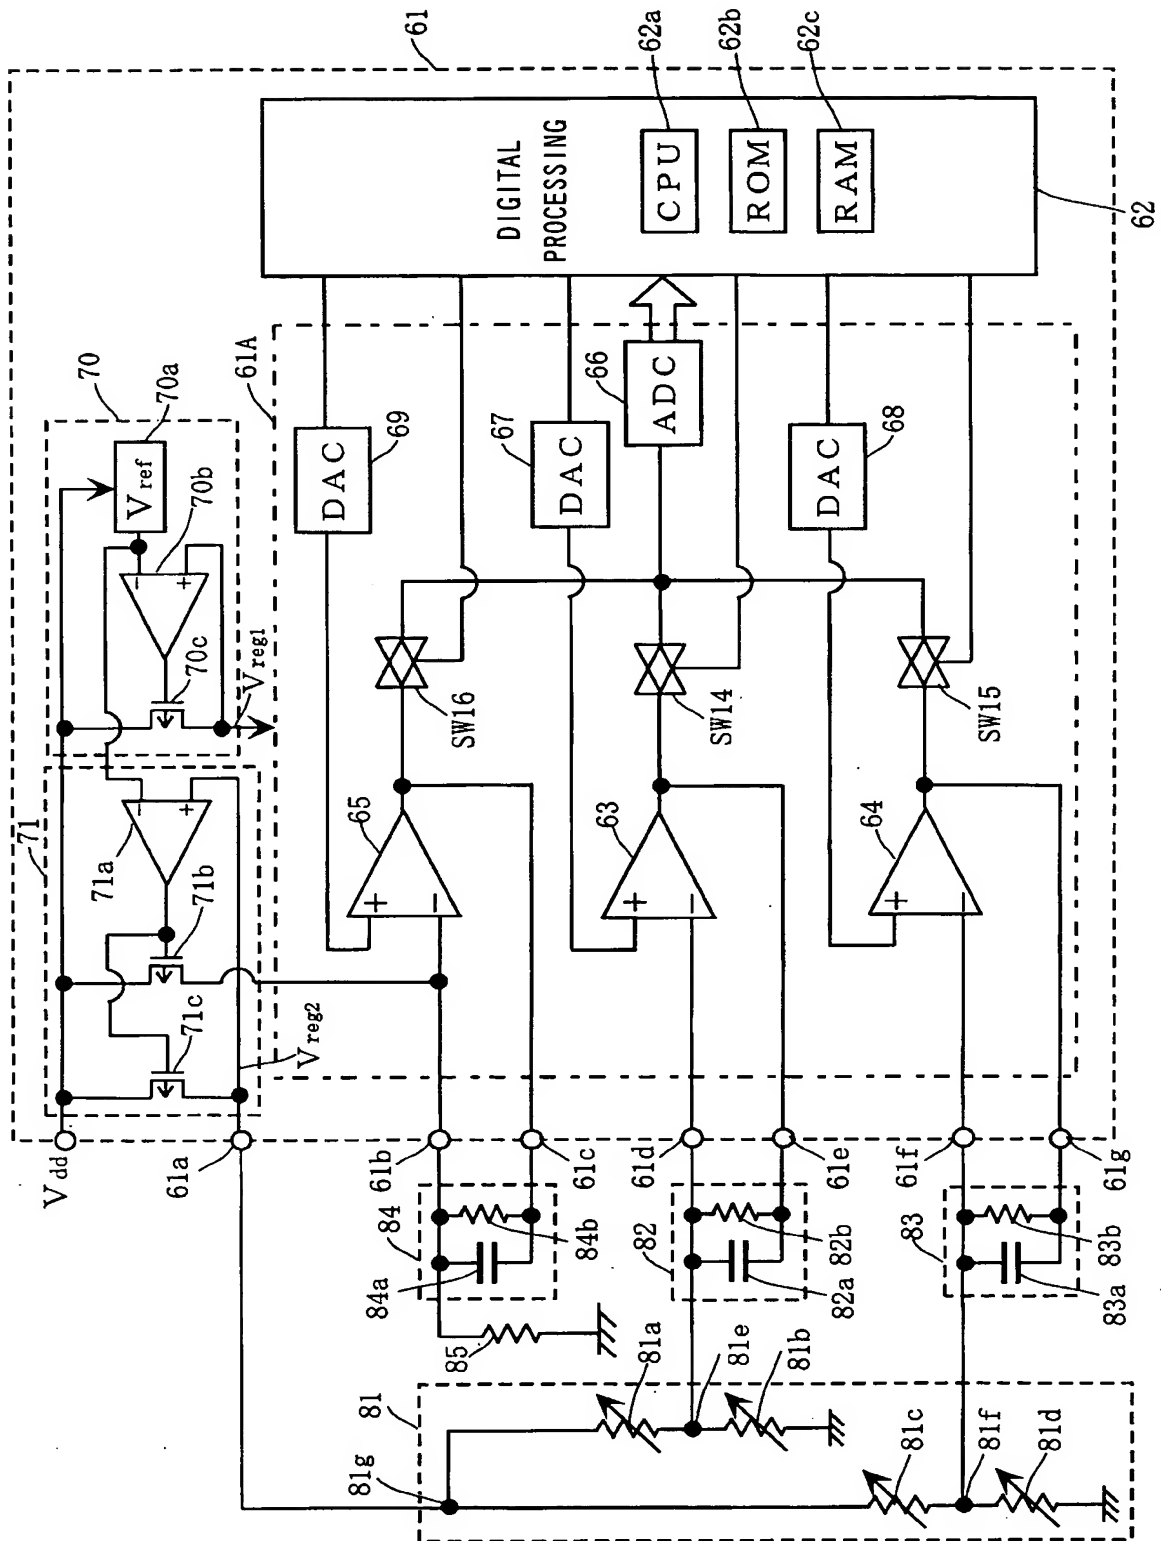 61
DIGITAL
PROCESSING
CPU
62a
ROM
62b
RAM
62c
62
70
70a
Vref
70b
70c
Vreg1
61A
71
71a
71b
71c
Vreg2
DAC
69
DAC
67
ADC
66
DAC
68
SW16
SW14
SW15
65
+
−
63
+
−
64
+
−
−
+
−
+
Vdd
61a
61b
61c
61d
61e
61f
61g
84
84a
84b
82
82a
82b
83
83a
83b
85
81
81g
81a
81e
81b
81c
81f
81d